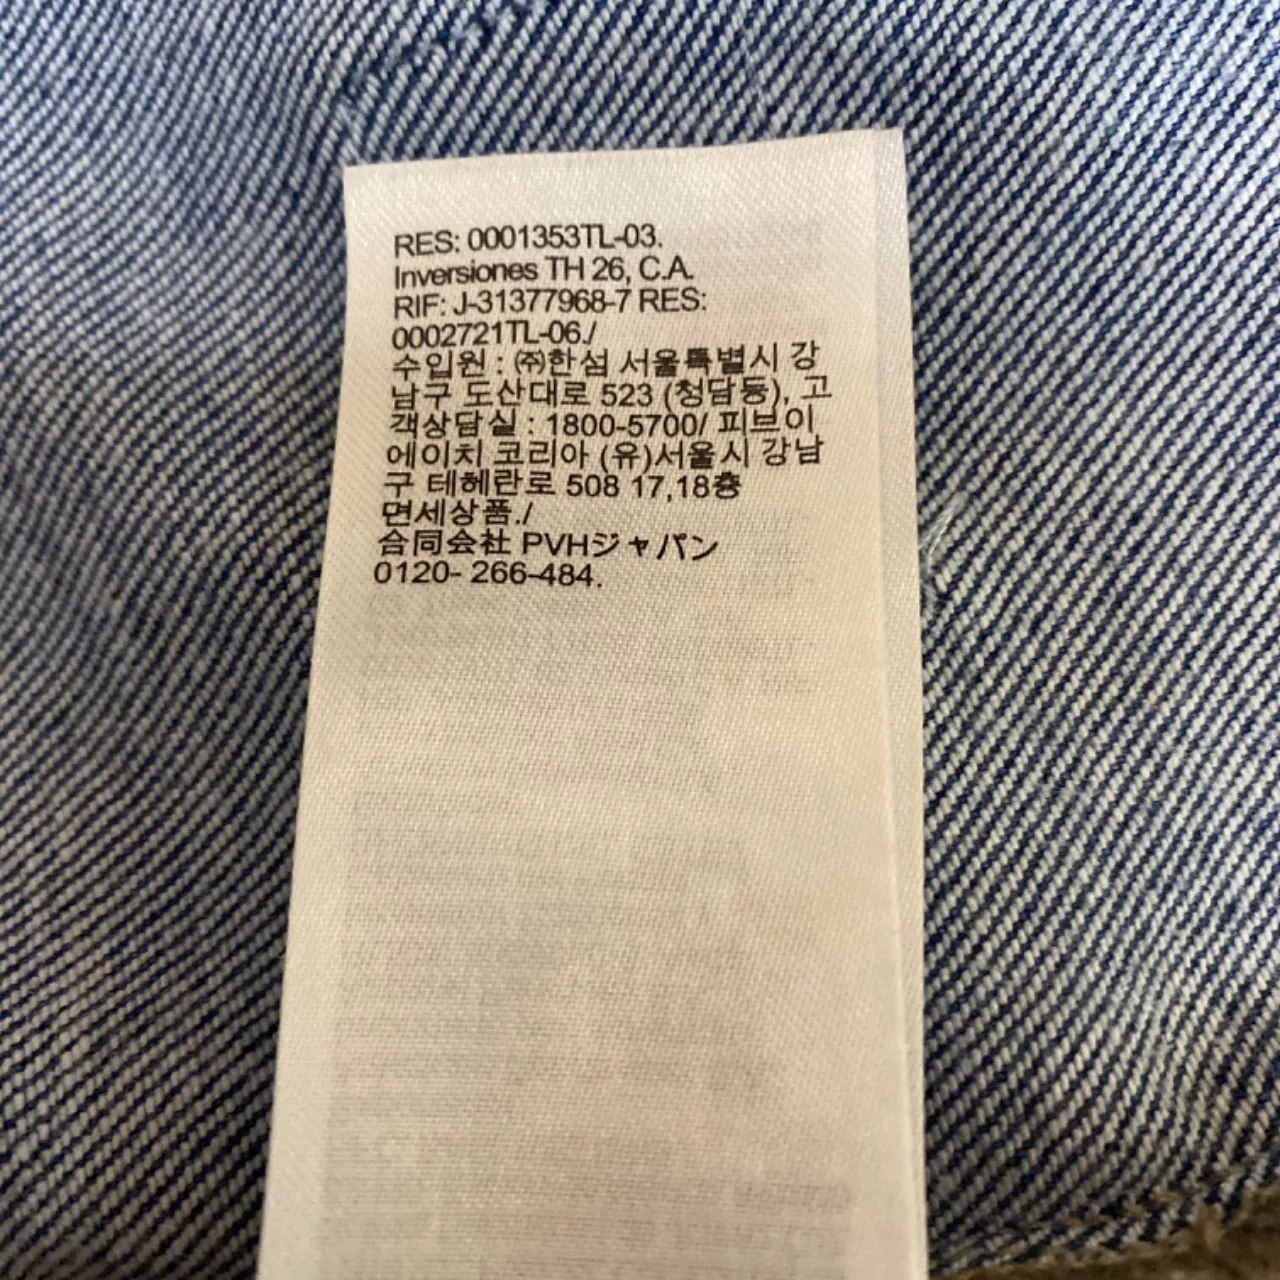 RES: 0001353TL-03.
Inversiones TH 26, C.A.
RIF: J-31377968-7 RES:
0002721TL-06./
수입원 : ㈜한섬 서울특별시 강
남구 도산대로 523 (청담동), 고
객상담실 : 1800-5700/ 피브이
에이치 코리아 (유)서울시 강남
구 테헤란로 508 17,18층
면세상품./
合同会社 PVHジャパン
0120- 266-484.